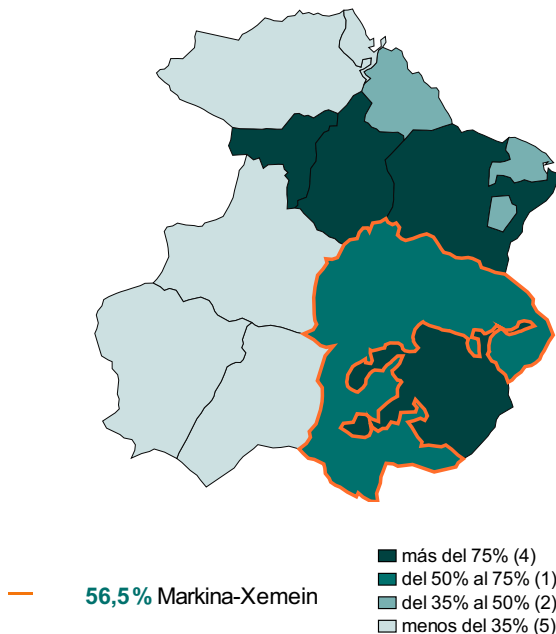 56,5% Markina-Xemein
más del 75% (4)
del 50% al 75% (1)
del 35% al 50% (2)
menos del 35% (5)